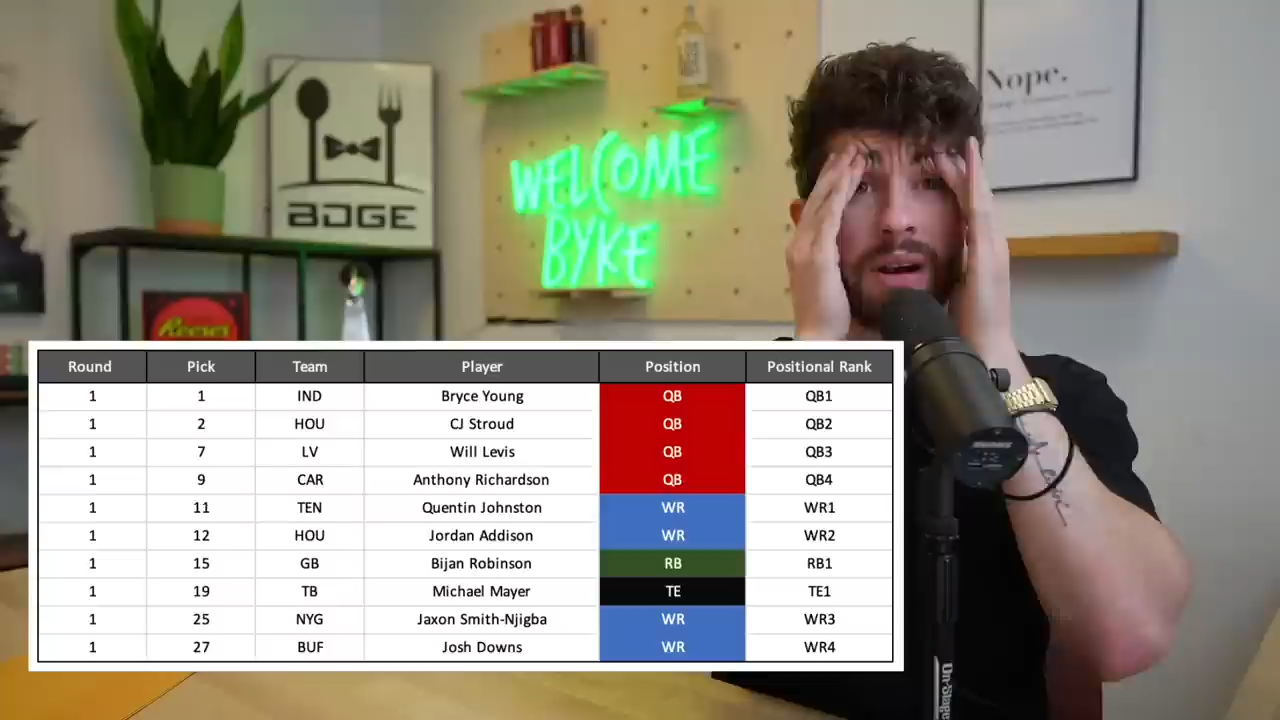 Nope.
WELCOME
BYKE
BDGE
Reese's
Round Pick Team Player Position Positional Rank
1 1 IND Bryce Young QB QB1
1 2 HOU CJ Stroud QB QB2
1 7 LV Will Levis QB QB3
1 9 CAR Anthony Richardson QB QB4
1 11 TEN Quentin Johnston WR WR1
1 12 HOU Jordan Addison WR WR2
1 15 GB Bijan Robinson RB RB1
1 19 TB Michael Mayer TE TE1
1 25 NYG Jaxon Smith-Njigba WR WR3
1 27 BUF Josh Downs WR WR4
On-Stage